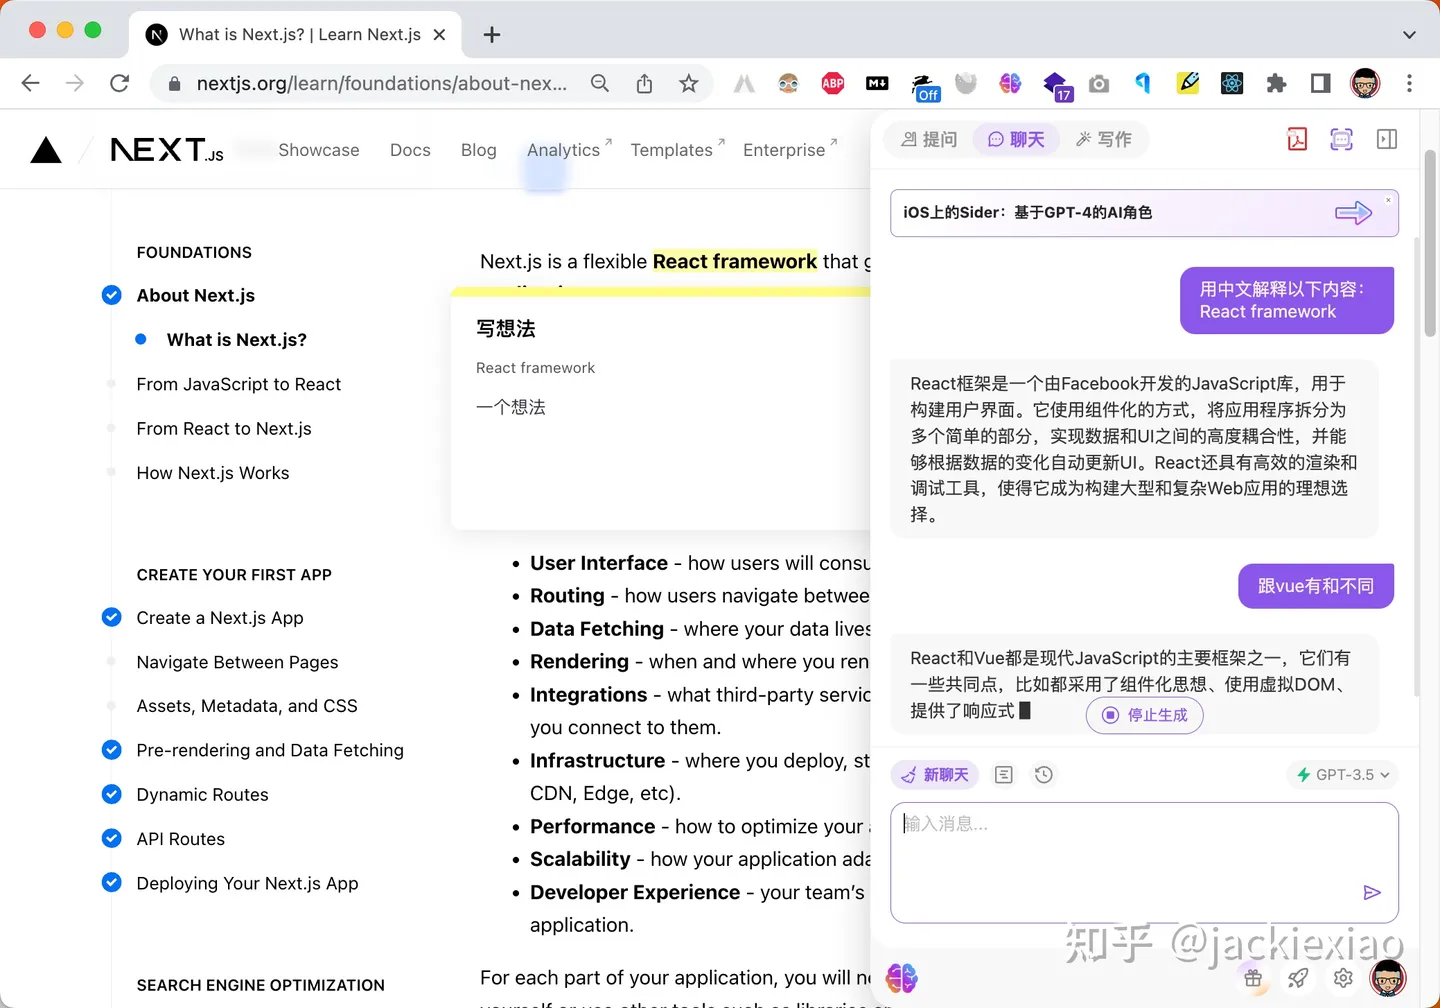 What is Next.js? | Learn Next.js
nextjs.org/learn/foundations/about-nex...
ABP
Off
17
NEXT.JS
Showcase
Docs
Blog
Analytics
Templates
Enterprise
FOUNDATIONS
About Next.js
What is Next.js?
From JavaScript to React
From React to Next.js
How Next.js Works
CREATE YOUR FIRST APP
Create a Next.js App
Navigate Between Pages
Assets, Metadata, and CSS
Pre-rendering and Data Fetching
Dynamic Routes
API Routes
Deploying Your Next.js App
SEARCH ENGINE OPTIMIZATION
Next.js is a flexible React framework that g
写想法
React framework
一个想法
User Interface - how users will consu
Routing - how users navigate betwee
Data Fetching - where your data lives
Rendering - when and where you ren
Integrations - what third-party servic
you connect to them.
Infrastructure - where you deploy, st
CDN, Edge, etc).
Performance - how to optimize your a
Scalability - how your application ada
Developer Experience - your team's
application.
For each part of your application, you will ne
提问
聊天
写作
iOS上的Sider：基于GPT-4的AI角色
用中文解释以下内容：
React framework
React框架是一个由Facebook开发的JavaScript库，用于
构建用户界面。它使用组件化的方式，将应用程序拆分为
多个简单的部分，实现数据和UI之间的高度耦合性，并能
够根据数据的变化自动更新UI。React还具有高效的渲染和
调试工具，使得它成为构建大型和复杂Web应用的理想选
择。
跟vue有和不同
React和Vue都是现代JavaScript的主要框架之一，它们有
一些共同点，比如都采用了组件化思想、使用虚拟DOM、
提供了响应式
停止生成
新聊天
GPT-3.5
输入消息...
知乎 @jackiexiao